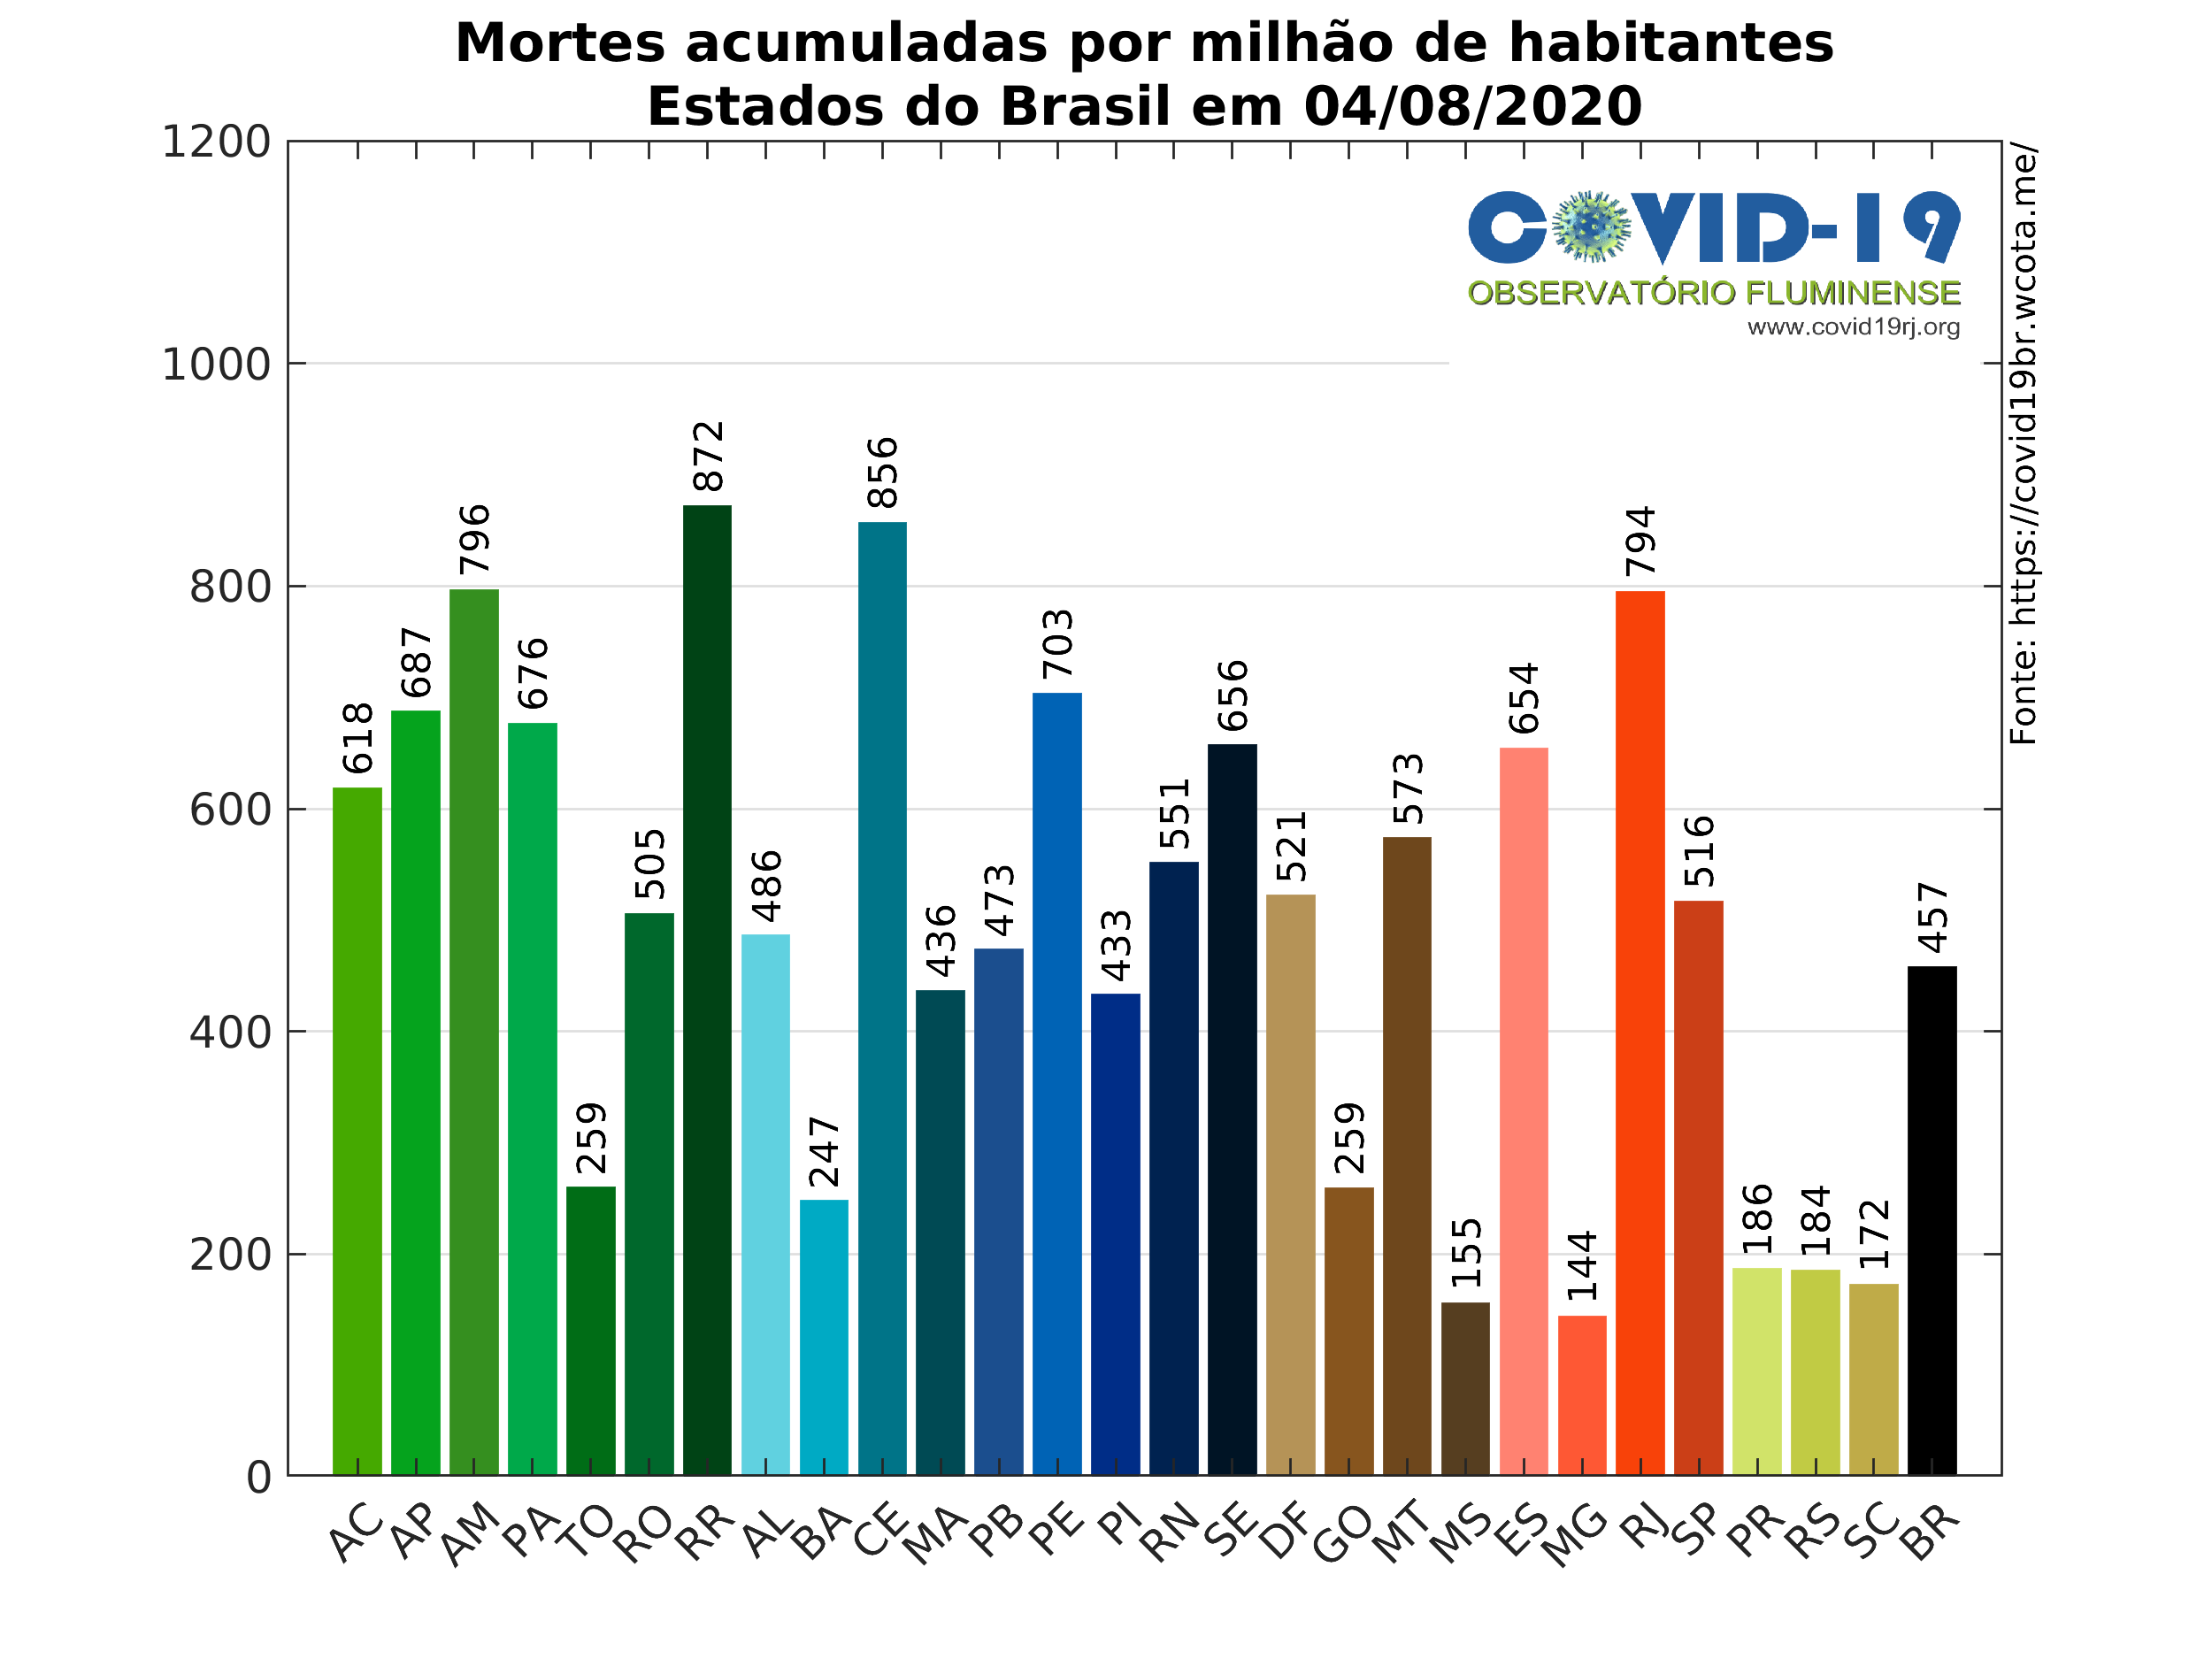 Mortes acumuladas por milhão de habitantes
Estados do Brasil em 04/08/2020
1200
1000
800
600
400
200
0
COVID-19
OBSERVATÓRIO FLUMINENSE
www.covid19rj.org
Fonte: https://covid19br.wcota.me/
618
687
796
676
259
505
872
486
247
856
436
473
703
433
551
656
521
259
573
155
654
144
794
516
186
184
172
457
AC
AP
AM
PA
TO
RO
RR
AL
BA
CE
MA
PB
PE
PI
RN
SE
DF
GO
MT
MS
ES
MG
RJ
SP
PR
RS
SC
BR